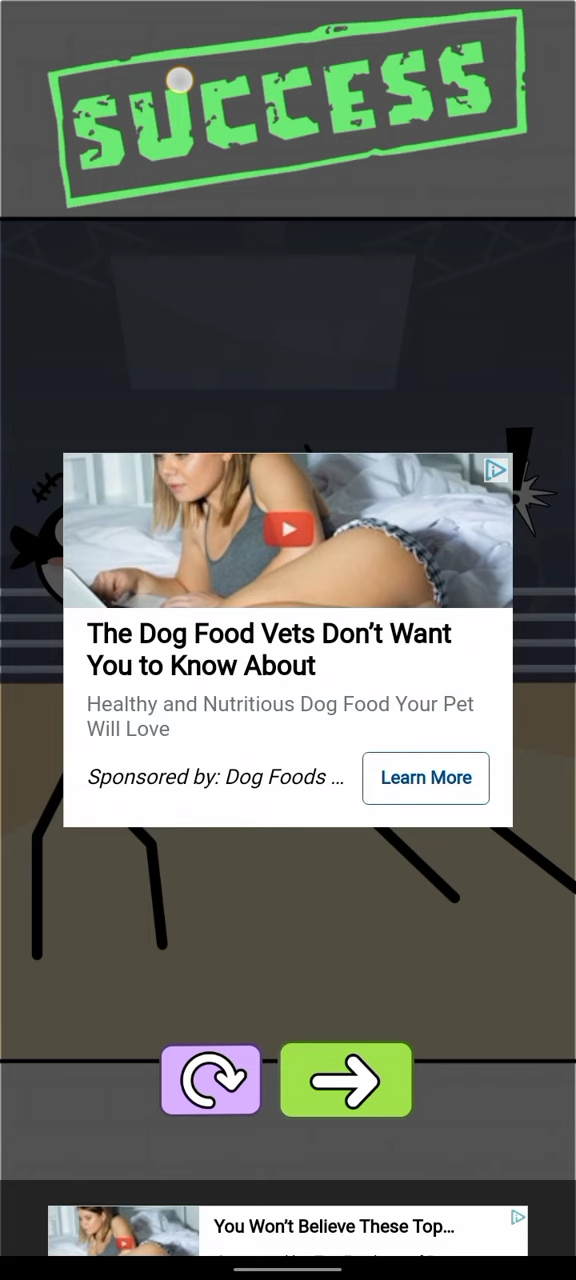 SUCCESS
The Dog Food Vets Don’t Want
You to Know About
Healthy and Nutritious Dog Food Your Pet
Will Love
Sponsored by: Dog Foods ...
Learn More
You Won’t Believe These Top...